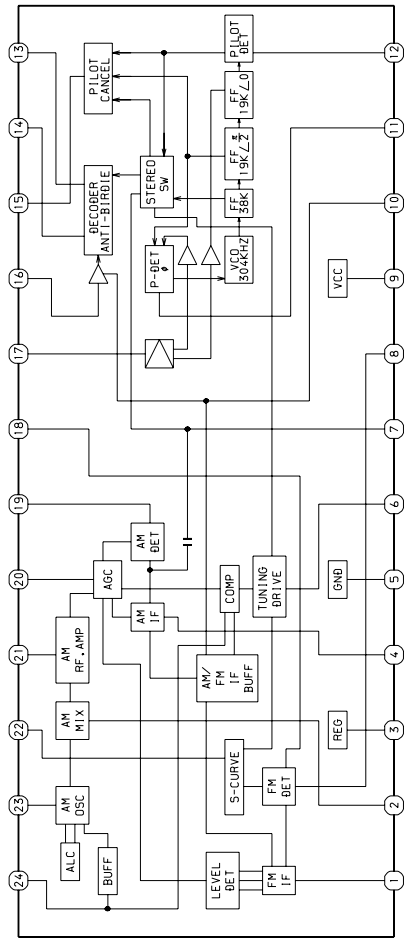 24
23
22
21
20
19
18
17
16
15
14
13
ALC
AM
OSC
BUFF
AM
MIX
AM
RF.AMP
AGC
AM
DET
AM
IF
DECODER
ANTI-BIRDIE
PILOT
CANCEL
STEREO
SW
P-DET
ø
LEVEL
DET
S-CURVE
AM/
FM
IF
BUFF
COMP
FM
IF
FM
DET
TUNING
DRIVE
VCO
304KHZ
FF
38K
FF π
19K/_2
FF
19K/_0
PILOT
DET
REG
GND
VCC
1
2
3
4
5
6
7
8
9
10
11
12